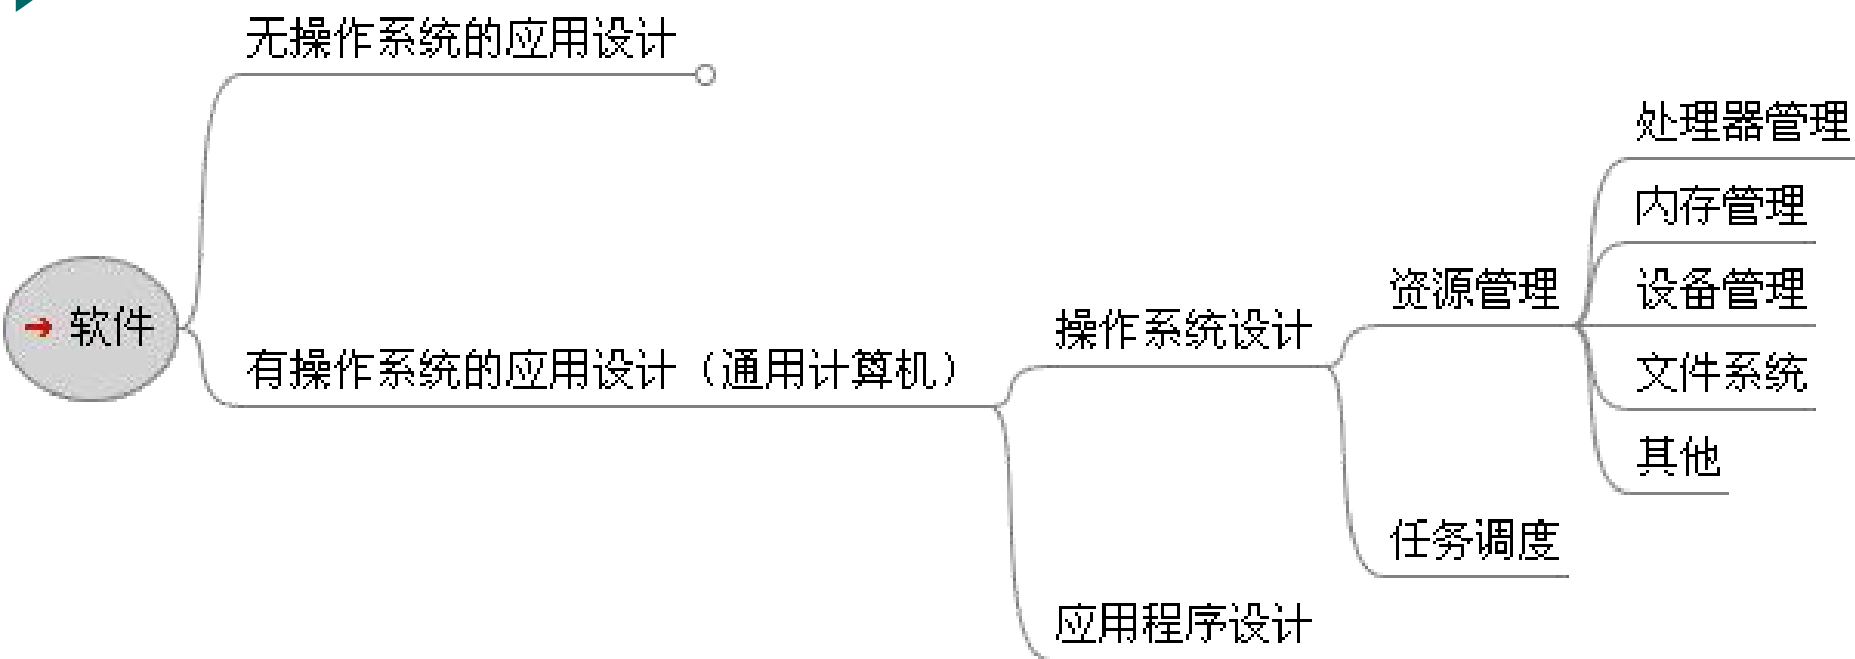 无操作系统的应用设计
处理器管理
内存管理
资源管理
设备管理
软件
操作系统设计
有操作系统的应用设计（通用计算机）
文件系统
其他
任务调度
应用程序设计